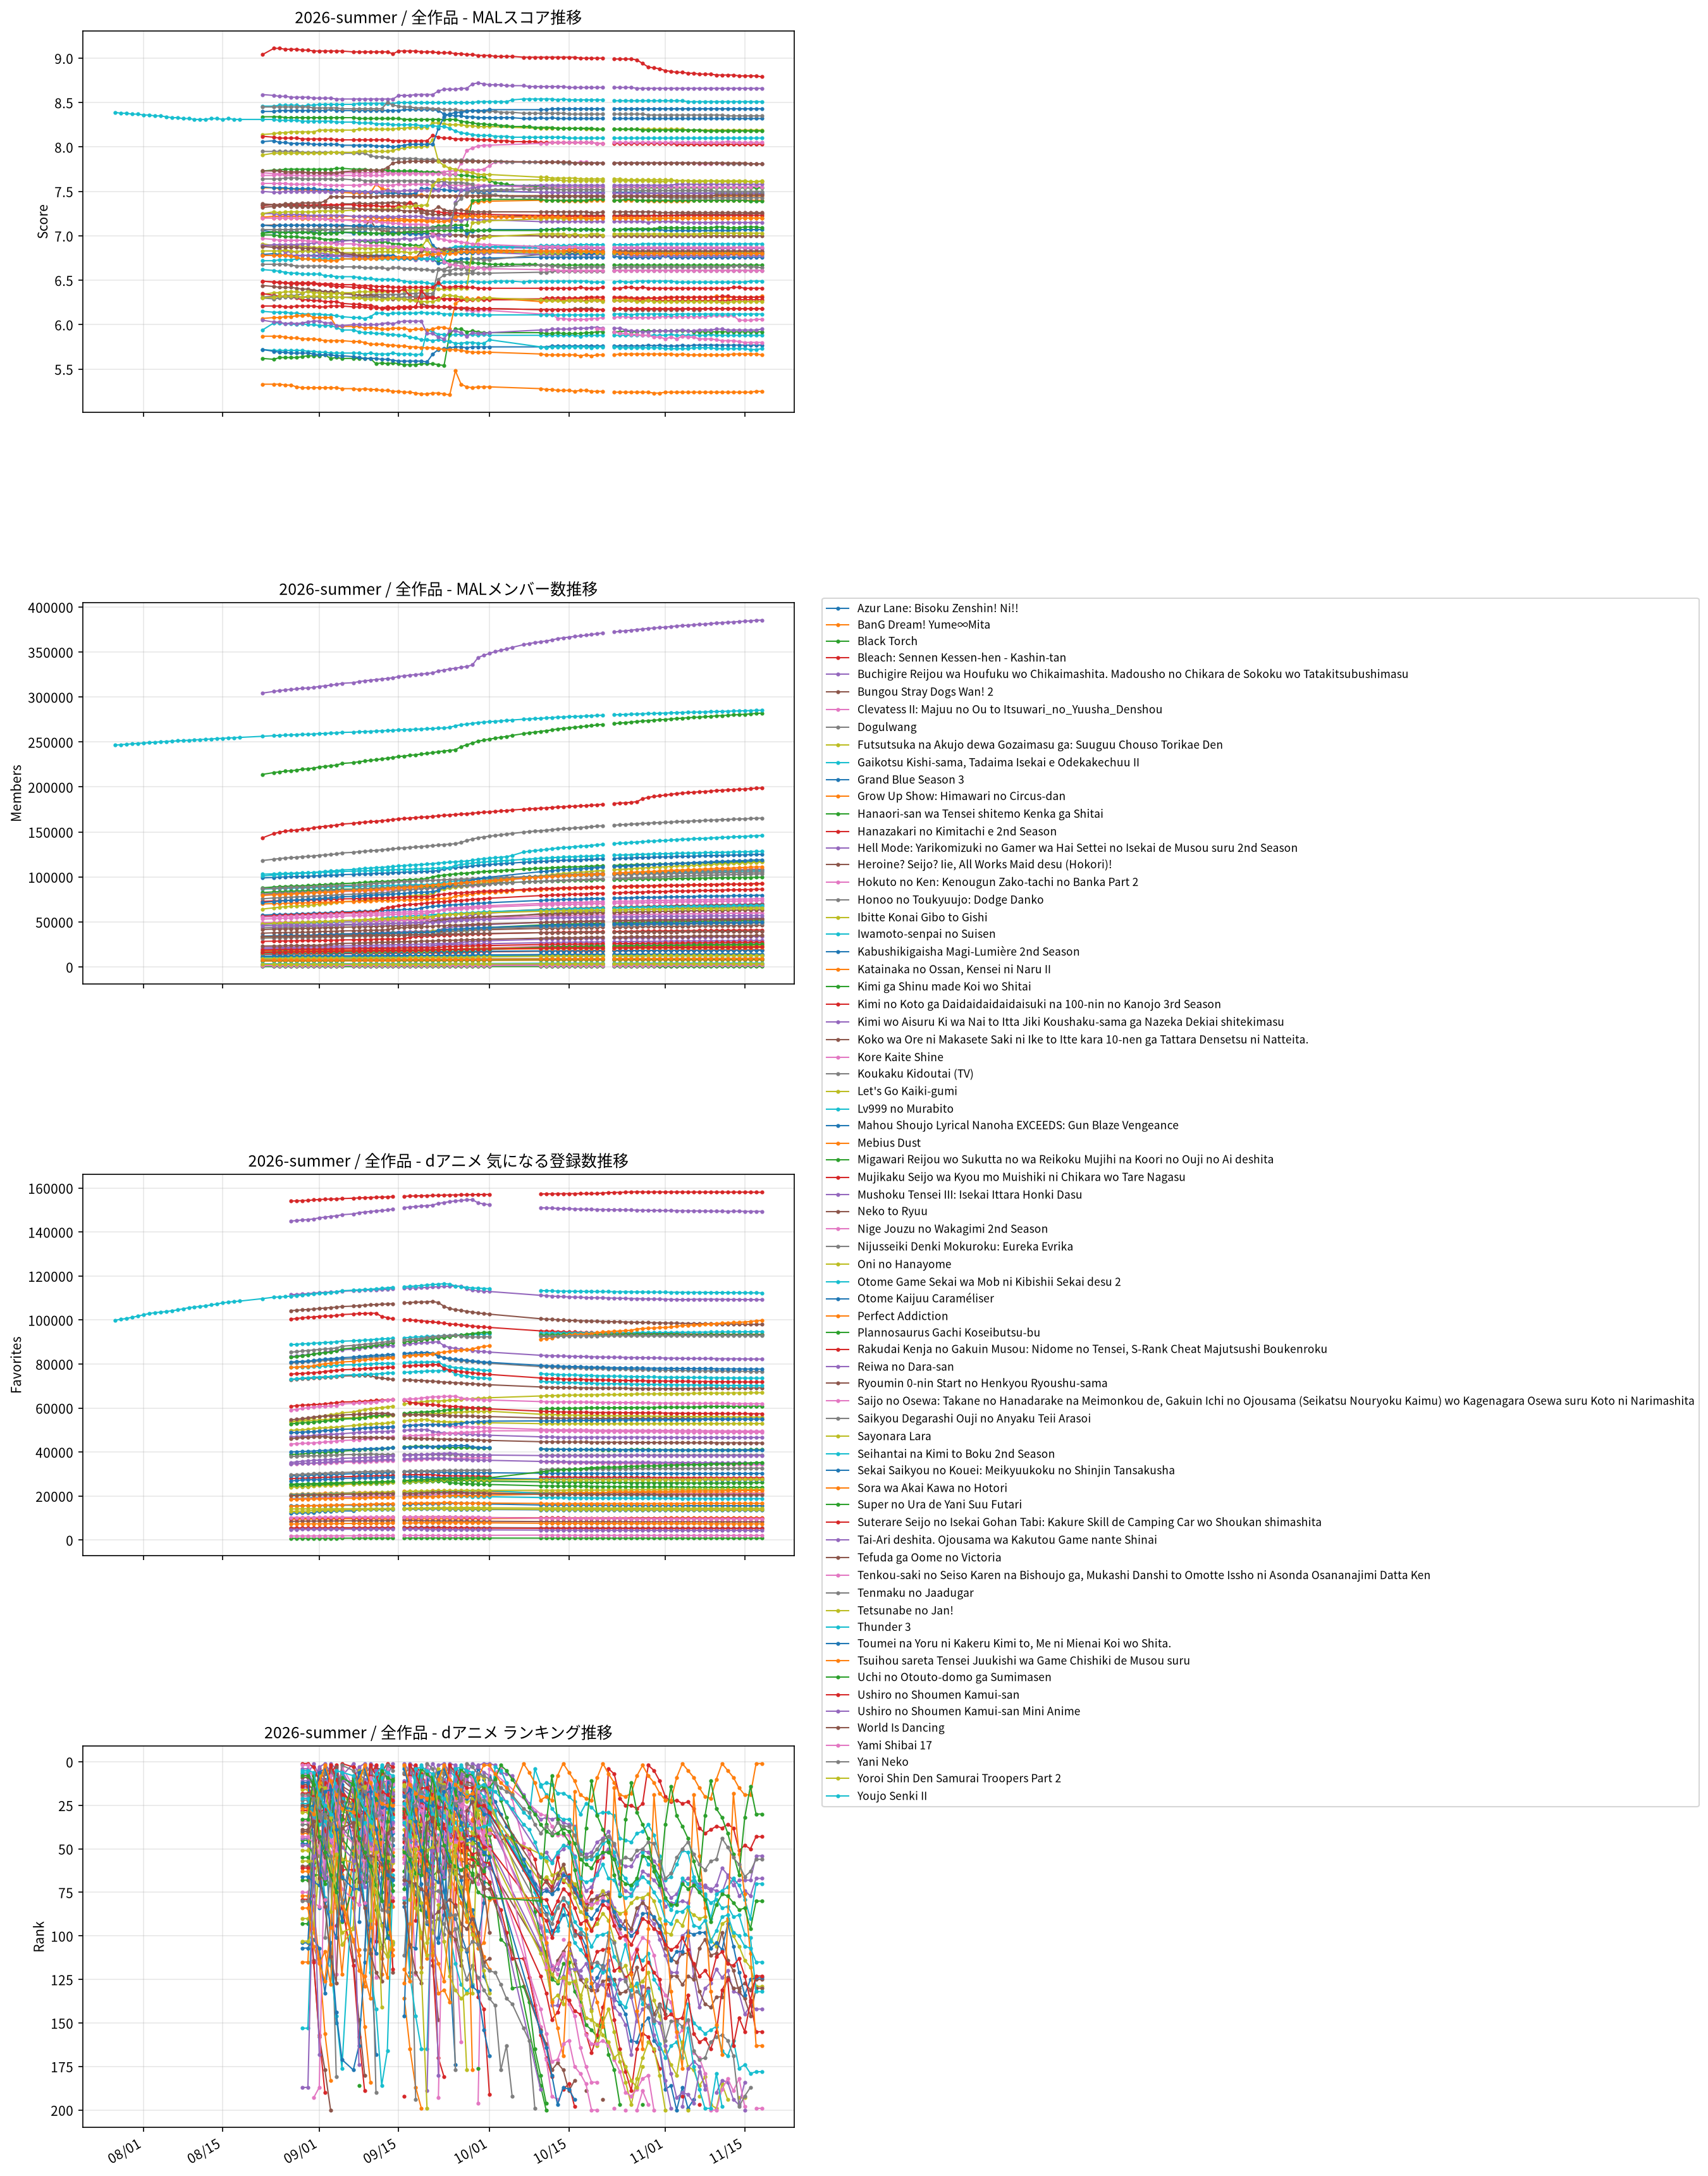 2026-summer / 全作品 - MALスコア推移
9.0
8.5
8.0
7.5
7.0
6.5
6.0
5.5
Score
2026-summer / 全作品 - MALメンバー数推移
400000
350000
300000
250000
200000
150000
100000
50000
0
Members
Azur Lane: Bisoku Zenshin! Ni!!
BanG Dream! Yume∞Mita
Black Torch
Bleach: Sennen Kessen-hen - Kashin-tan
Buchigire Reijou wa Houfuku wo Chikaimashita. Madousho no Chikara de Sokoku wo Tatakitsubushimasu
Bungou Stray Dogs Wan! 2
Clevatess II: Majuu no Ou to Itsuwari_no_Yuusha_Denshou
Dogulwang
Futsutsuka na Akujo dewa Gozaimasu ga: Suuguu Chouso Torikae Den
Gaikotsu Kishi-sama, Tadaima Isekai e Odekakechuu II
Grand Blue Season 3
Grow Up Show: Himawari no Circus-dan
Hanaori-san wa Tensei shitemo Kenka ga Shitai
Hanazakari no Kimitachi e 2nd Season
Hell Mode: Yarikomizuki no Gamer wa Hai Settei no Isekai de Musou suru 2nd Season
Heroine? Seijo? Iie, All Works Maid desu (Hokori)!
Hokuto no Ken: Kenougun Zako-tachi no Banka Part 2
Honoo no Toukyuujo: Dodge Danko
Ibitte Konai Gibo to Gishi
Iwamoto-senpai no Suisen
Kabushikigaisha Magi-Lumière 2nd Season
Katainaka no Ossan, Kensei ni Naru II
Kimi ga Shinu made Koi wo Shitai
Kimi no Koto ga Daidaidaidaidaisuki na 100-nin no Kanojo 3rd Season
Kimi wo Aisuru Ki wa Nai to Itta Jiki Koushaku-sama ga Nazeka Dekiai shitekimasu
Koko wa Ore ni Makasete Saki ni Ike to Itte kara 10-nen ga Tattara Densetsu ni Natteita.
Kore Kaite Shine
Koukaku Kidoutai (TV)
Let's Go Kaiki-gumi
Lv999 no Murabito
Mahou Shoujo Lyrical Nanoha EXCEEDS: Gun Blaze Vengeance
Mebius Dust
Migawari Reijou wo Sukutta no wa Reikoku Mujihi na Koori no Ouji no Ai deshita
Mujikaku Seijo wa Kyou mo Muishiki ni Chikara wo Tare Nagasu
Mushoku Tensei III: Isekai Ittara Honki Dasu
Neko to Ryuu
Nige Jouzu no Wakagimi 2nd Season
Nijusseiki Denki Mokuroku: Eureka Evrika
Oni no Hanayome
Otome Game Sekai wa Mob ni Kibishii Sekai desu 2
Otome Kaijuu Caraméliser
Perfect Addiction
Plannosaurus Gachi Koseibutsu-bu
Rakudai Kenja no Gakuin Musou: Nidome no Tensei, S-Rank Cheat Majutsushi Boukenroku
Reiwa no Dara-san
Ryoumin 0-nin Start no Henkyou Ryoushu-sama
Saijo no Osewa: Takane no Hanadarake na Meimonkou de, Gakuin Ichi no Ojousama (Seikatsu Nouryoku Kaimu) wo Kagenagara Osewa suru Koto ni Narimashita
Saikyou Degarashi Ouji no Anyaku Teii Arasoi
Sayonara Lara
Seihantai na Kimi to Boku 2nd Season
Sekai Saikyou no Kouei: Meikyuukoku no Shinjin Tansakusha
Sora wa Akai Kawa no Hotori
Super no Ura de Yani Suu Futari
Suterare Seijo no Isekai Gohan Tabi: Kakure Skill de Camping Car wo Shoukan shimashita
Tai-Ari deshita. Ojousama wa Kakutou Game nante Shinai
Tefuda ga Oome no Victoria
Tenkou-saki no Seiso Karen na Bishoujo ga, Mukashi Danshi to Omotte Issho ni Asonda Osananajimi Datta Ken
Tenmaku no Jaadugar
Tetsunabe no Jan!
Thunder 3
Toumei na Yoru ni Kakeru Kimi to, Me ni Mienai Koi wo Shita.
Tsuihou sareta Tensei Juukishi wa Game Chishiki de Musou suru
Uchi no Otouto-domo ga Sumimasen
Ushiro no Shoumen Kamui-san
Ushiro no Shoumen Kamui-san Mini Anime
World Is Dancing
Yami Shibai 17
Yani Neko
Yoroi Shin Den Samurai Troopers Part 2
Youjo Senki II
2026-summer / 全作品 - dアニメ 気になる登録数推移
160000
140000
120000
100000
80000
60000
40000
20000
0
Favorites
2026-summer / 全作品 - dアニメ ランキング推移
0
25
50
75
100
125
150
175
200
Rank
08/01
08/15
09/01
09/15
10/01
10/15
11/01
11/15